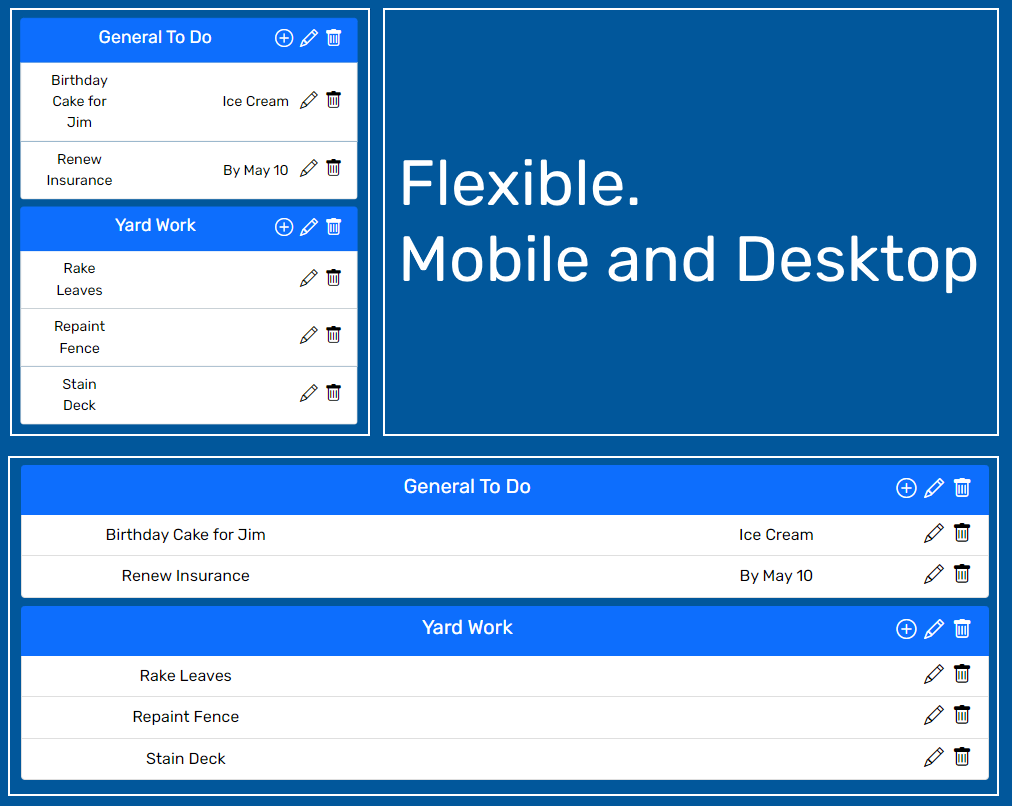 General To Do
Birthday
Cake for
Jim
Ice Cream
Renew
Insurance
By May 10
Yard Work
Rake
Leaves
Repaint
Fence
Stain
Deck
Flexible.
Mobile and Desktop
General To Do
Birthday Cake for Jim Ice Cream
Renew Insurance By May 10
Yard Work
Rake Leaves
Repaint Fence
Stain Deck